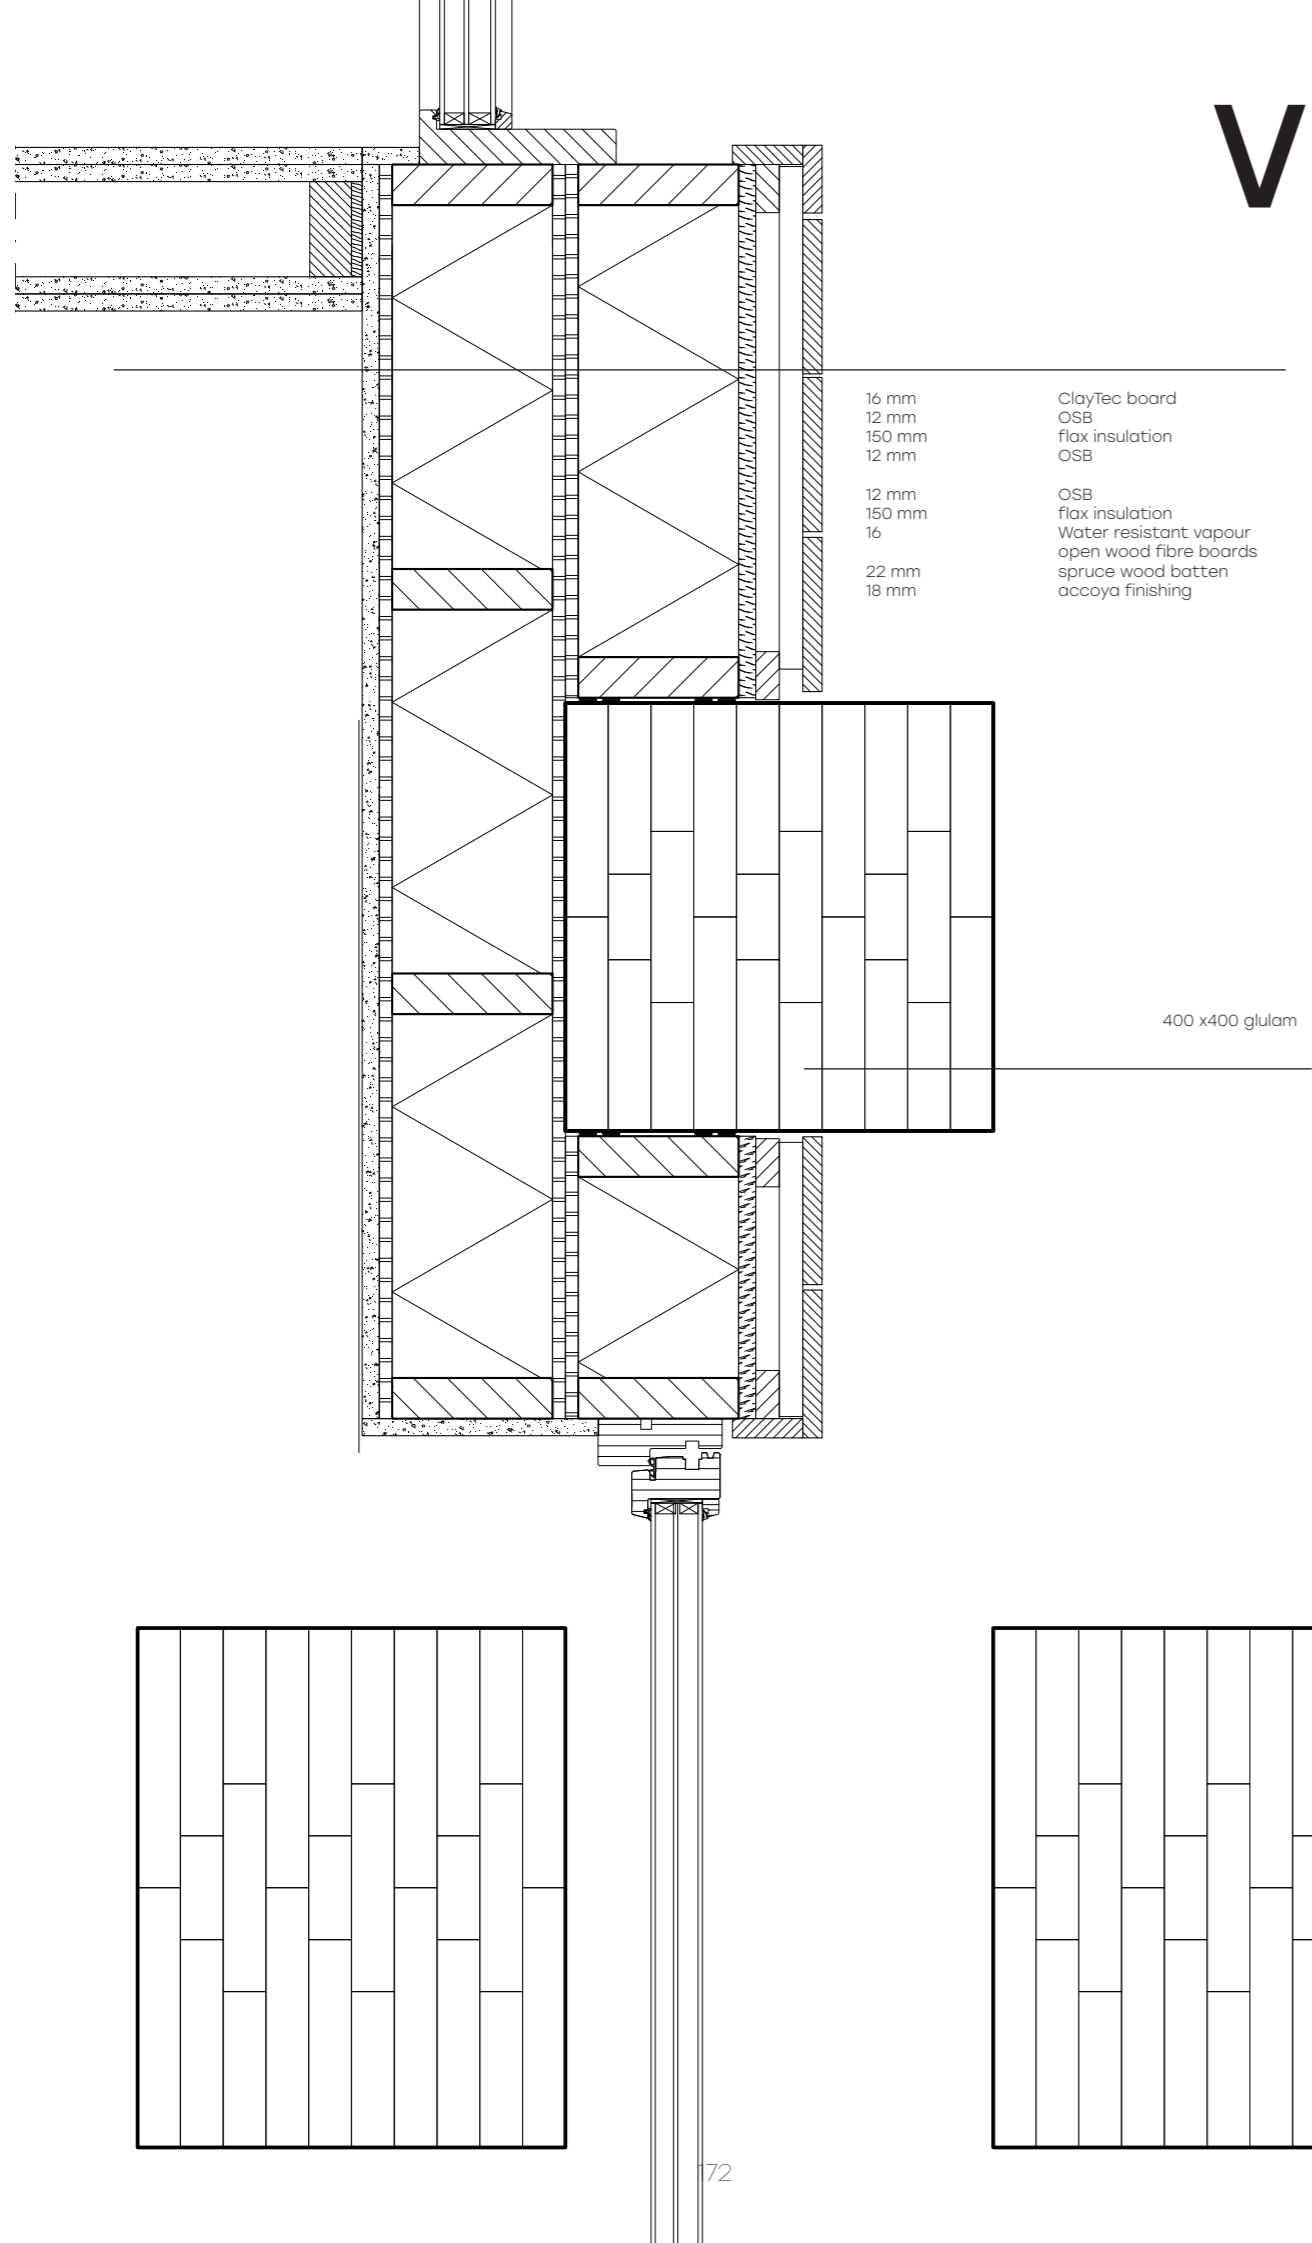 V
16 mm ClayTec board
12 mm OSB
150 mm flax insulation
12 mm OSB
12 mm OSB
150 mm flax insulation
16 Water resistant vapour
open wood fibre boards
22 mm spruce wood batten
18 mm accoya finishing
400 x400 glulam
172